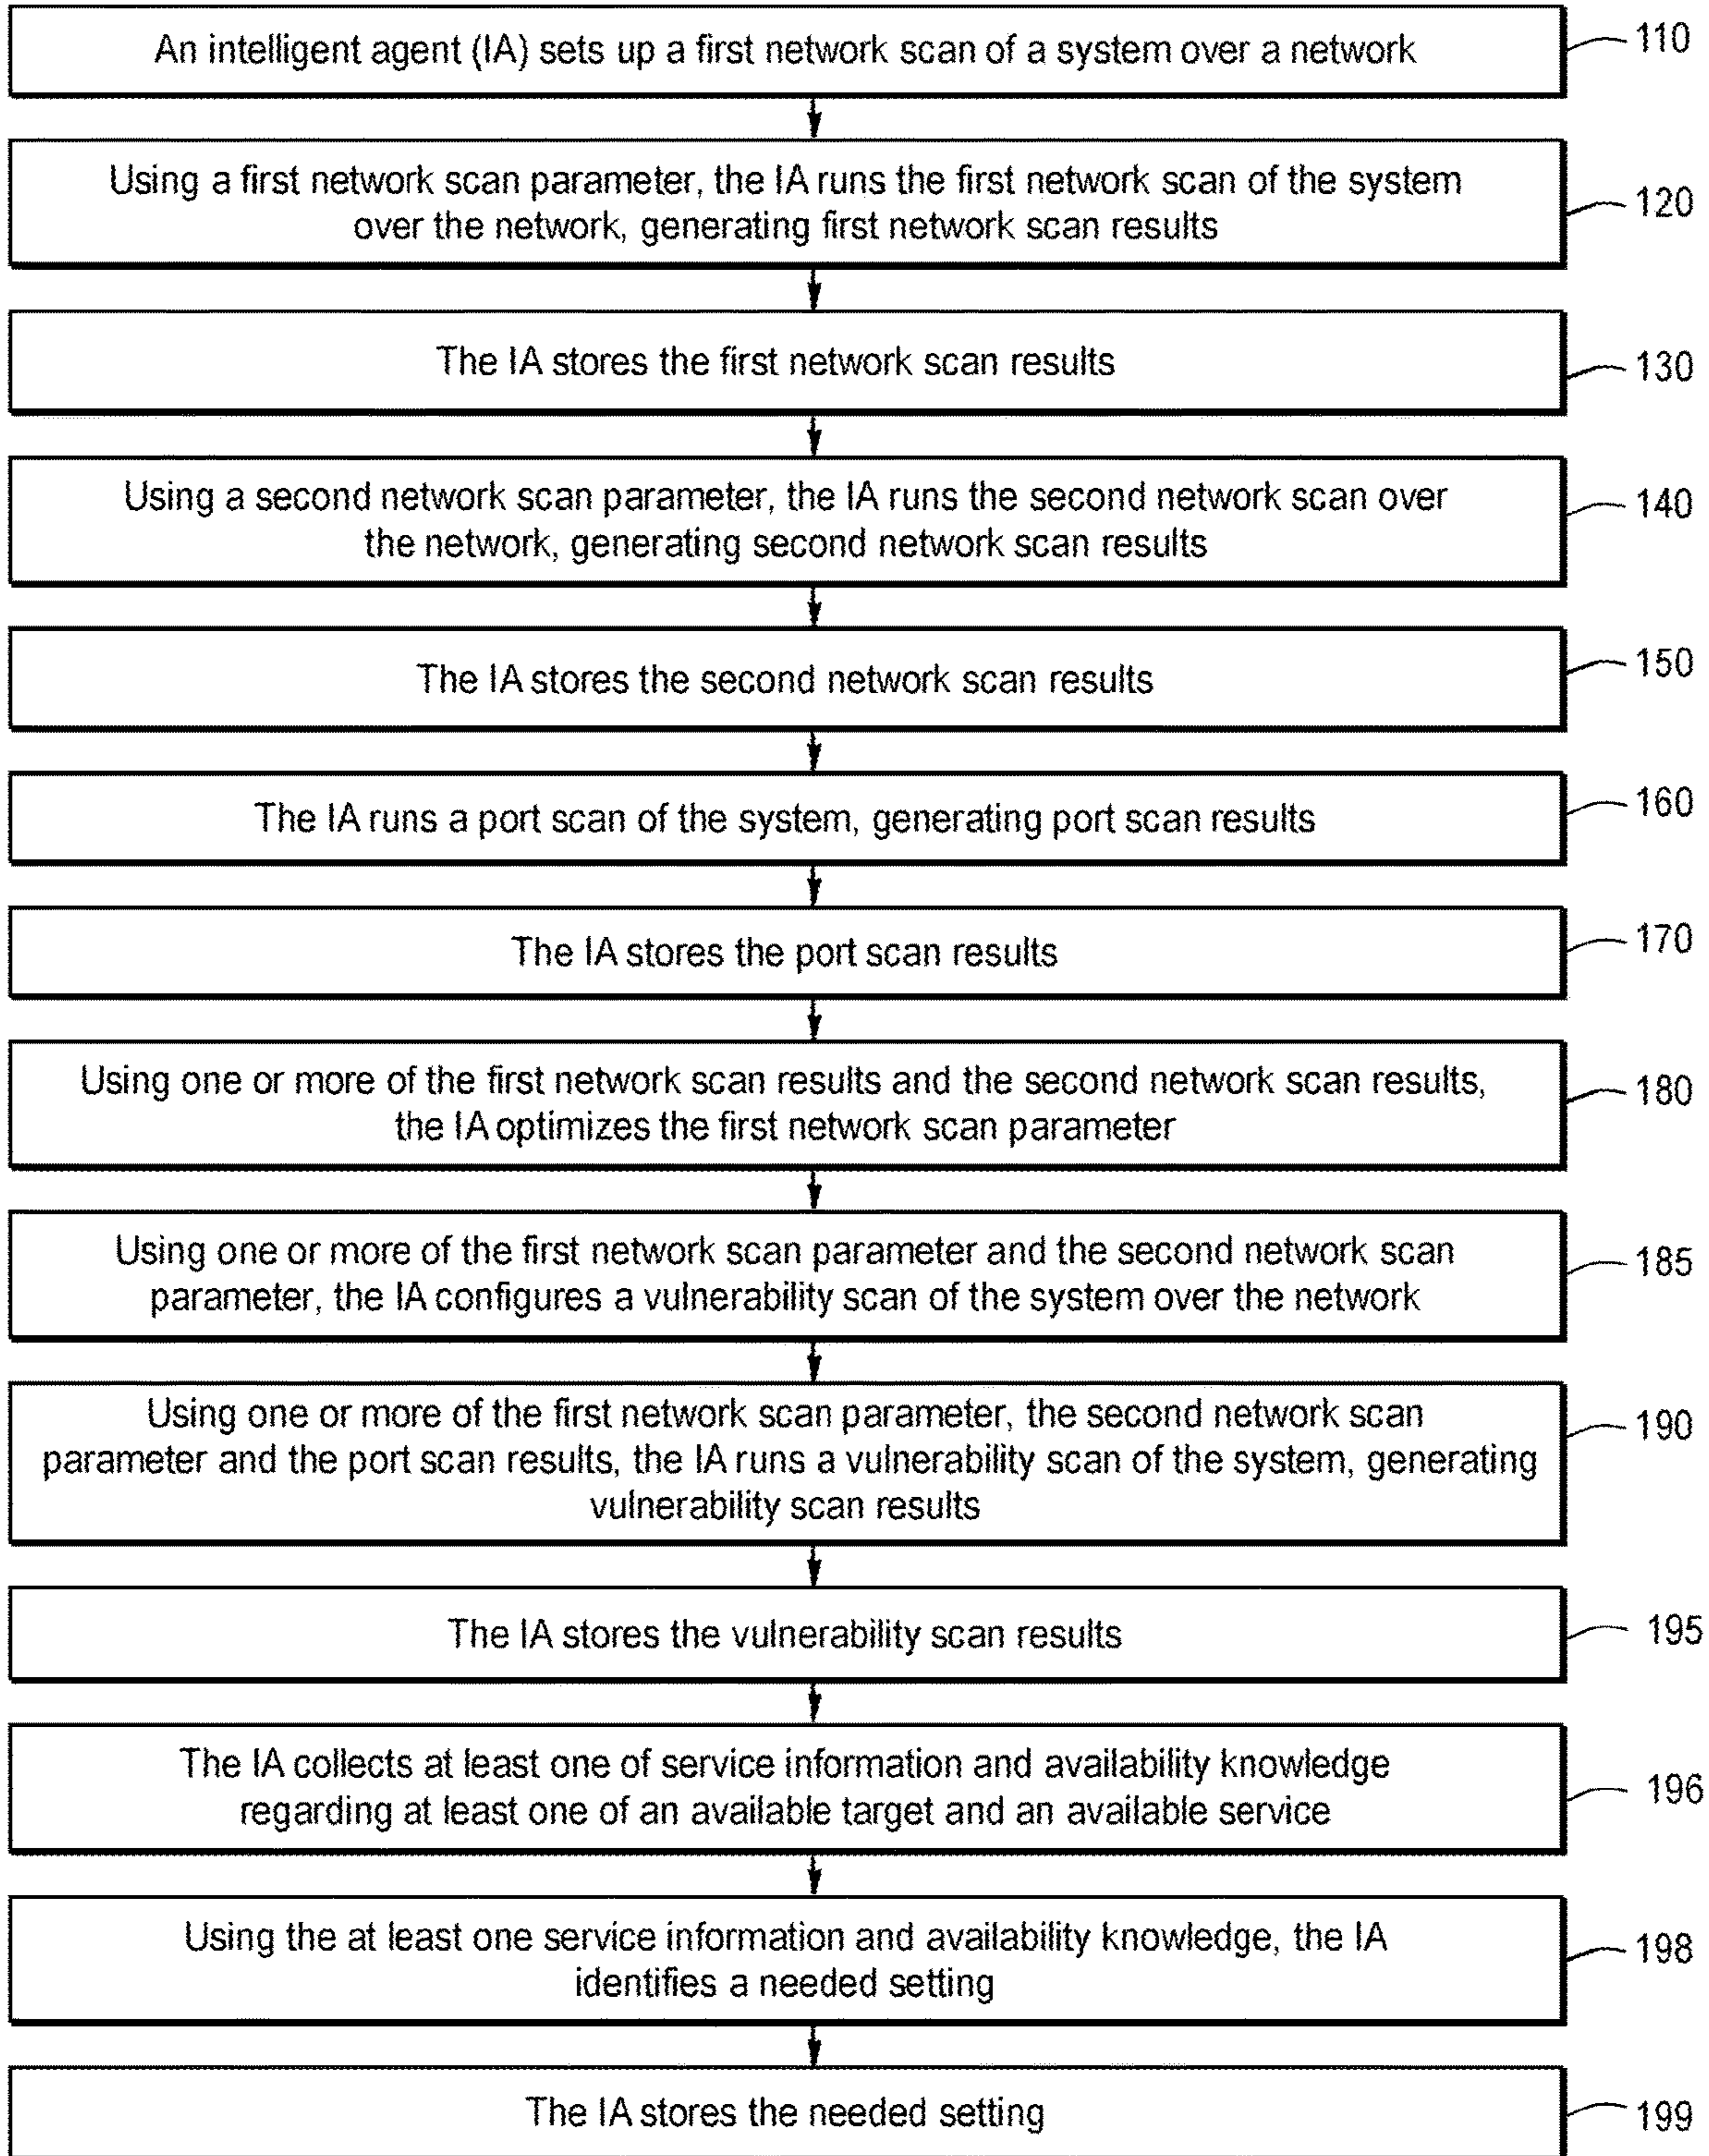 An intelligent agent (IA) sets up a first network scan of a system over a network
110
Using a first network scan parameter, the IA runs the first network scan of the system
over the network, generating first network scan results
120
The IA stores the first network scan results
130
Using a second network scan parameter, the IA runs the second network scan over
the network, generating second network scan results
140
The IA stores the second network scan results
150
The IA runs a port scan of the system, generating port scan results
160
The IA stores the port scan results
170
Using one or more of the first network scan results and the second network scan results,
the IA optimizes the first network scan parameter
180
Using one or more of the first network scan parameter and the second network scan
parameter, the IA configures a vulnerability scan of the system over the network
185
Using one or more of the first network scan parameter, the second network scan
parameter and the port scan results, the IA runs a vulnerability scan of the system, generating
vulnerability scan results
190
The IA stores the vulnerability scan results
195
The IA collects at least one of service information and availability knowledge
regarding at least one of an available target and an available service
196
Using the at least one service information and availability knowledge, the IA
identifies a needed setting
198
The IA stores the needed setting
199